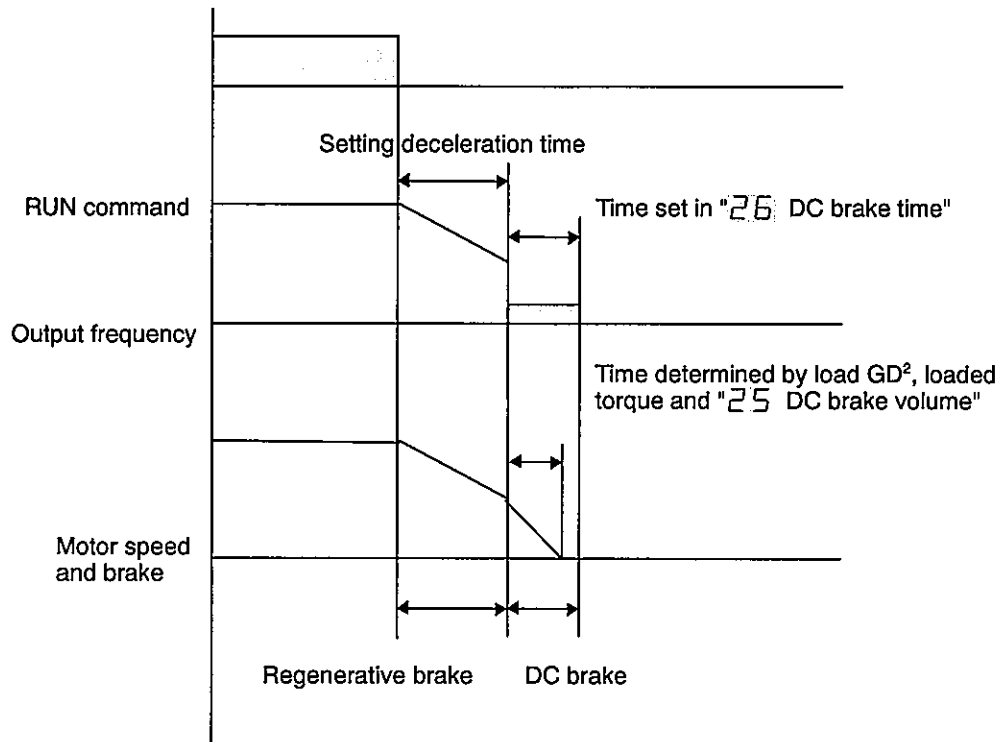 Setting deceleration time
RUN command
Time set in "26 DC brake time"
Output frequency
Time determined by load GD², loaded
torque and "25 DC brake volume"
Motor speed
and brake
Regenerative brake
DC brake